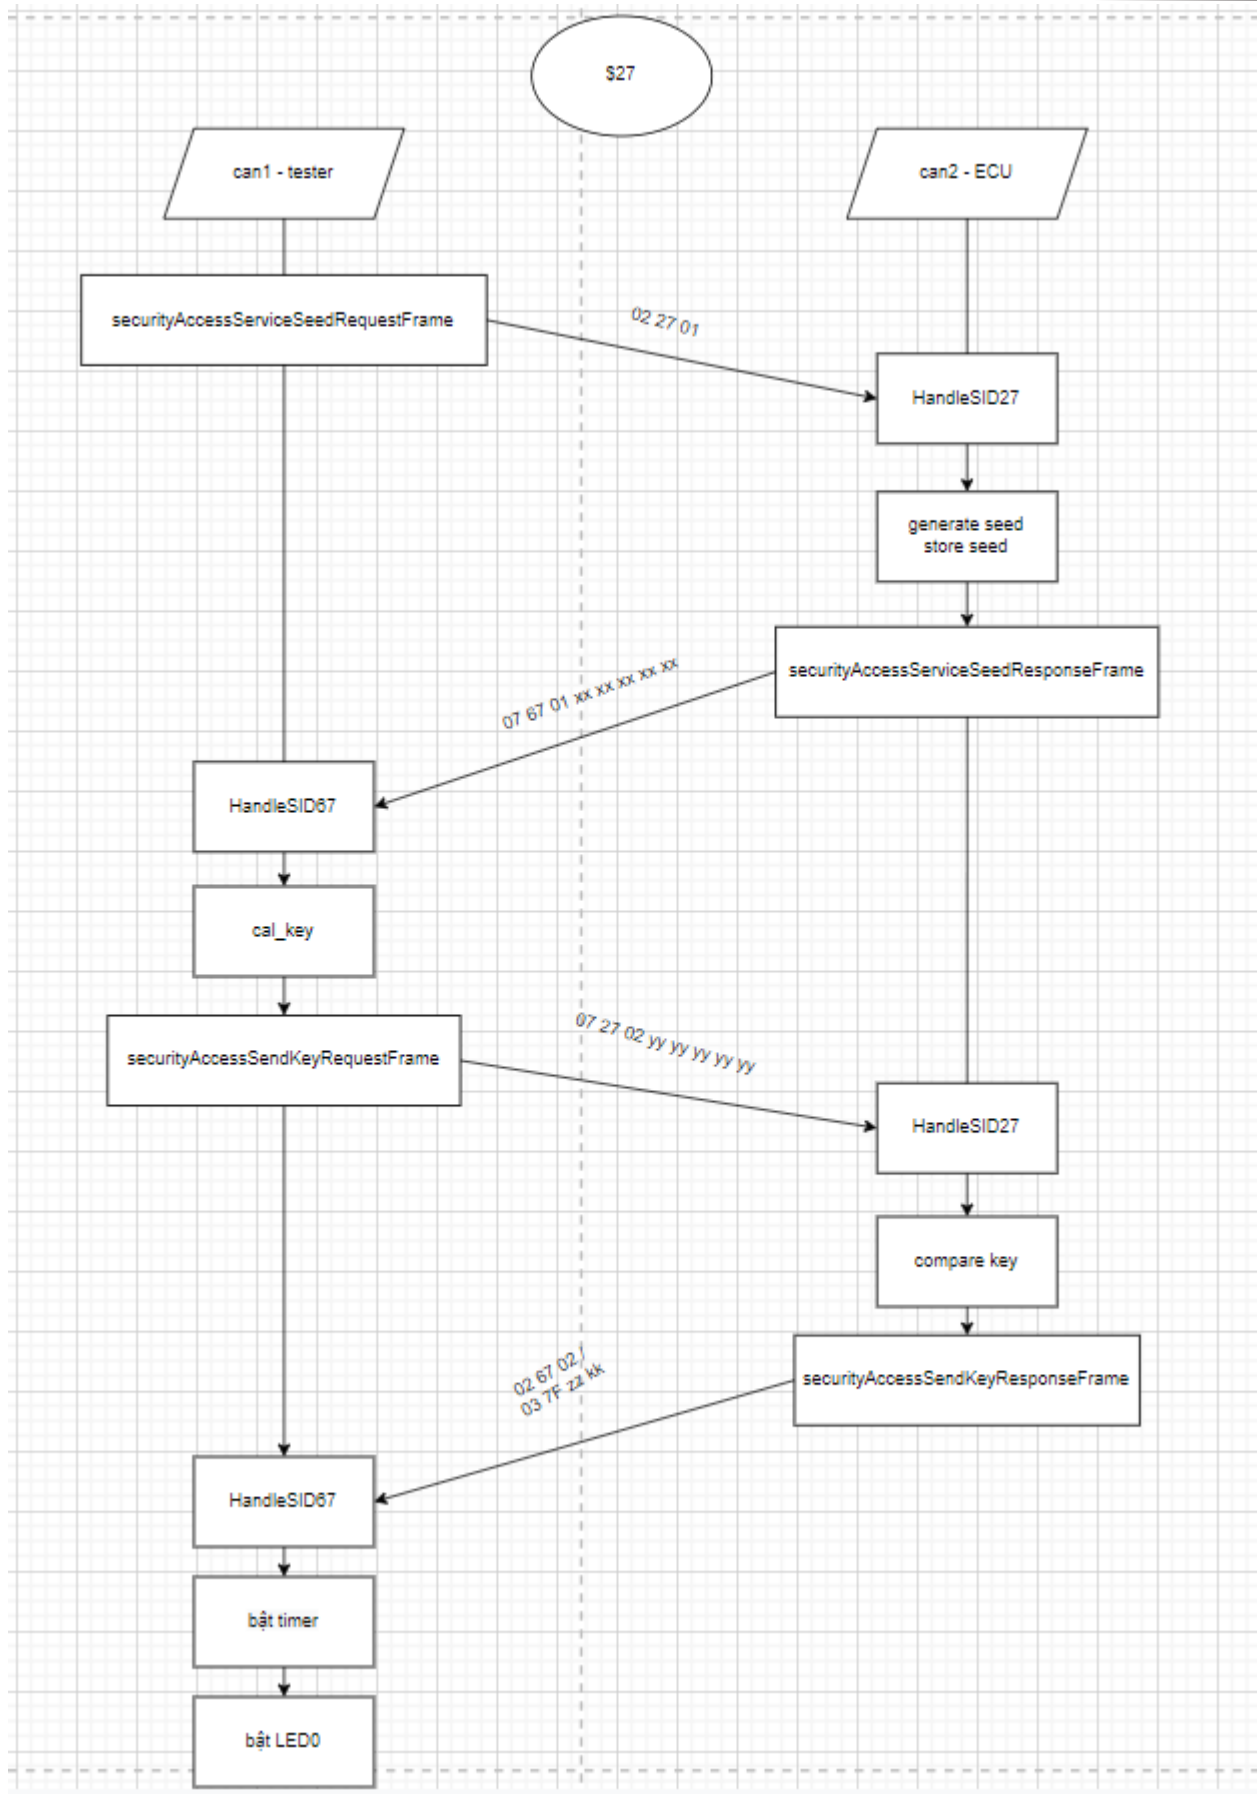 $27
can1 - tester
can2 - ECU
securityAccessServiceSeedRequestFrame
02 27 01
HandleSID27
generate seed
store seed
securityAccessServiceSeedResponseFrame
07 67 01 xx xx xx xx xx
HandleSID67
cal_key
securityAccessSendKeyRequestFrame
07 27 02 yy yy yy yy yy
HandleSID27
compare key
securityAccessSendKeyResponseFrame
02 67 02 /
03 7F zz kk
HandleSID67
bật timer
bật LED0